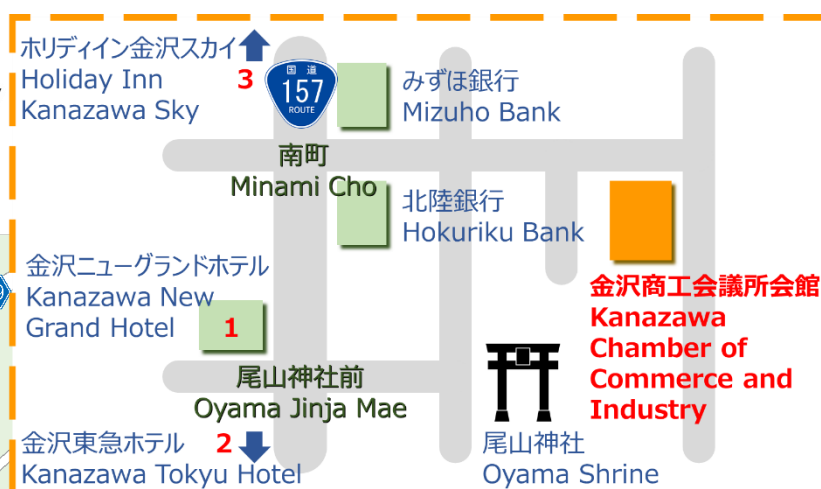 ホリデイイン金沢スカイ
Holiday Inn
Kanazawa Sky
3
国道
157
ROUTE
みずほ銀行
Mizuho Bank
南町
Minami Cho
北陸銀行
Hokuriku Bank
金沢ニューグランドホテル
Kanazawa New
Grand Hotel
1
金沢商工会議所会館
Kanazawa
Chamber of
Commerce and
Industry
尾山神社前
Oyama Jinja Mae
金沢東急ホテル
2
Kanazawa Tokyu Hotel
尾山神社
Oyama Shrine